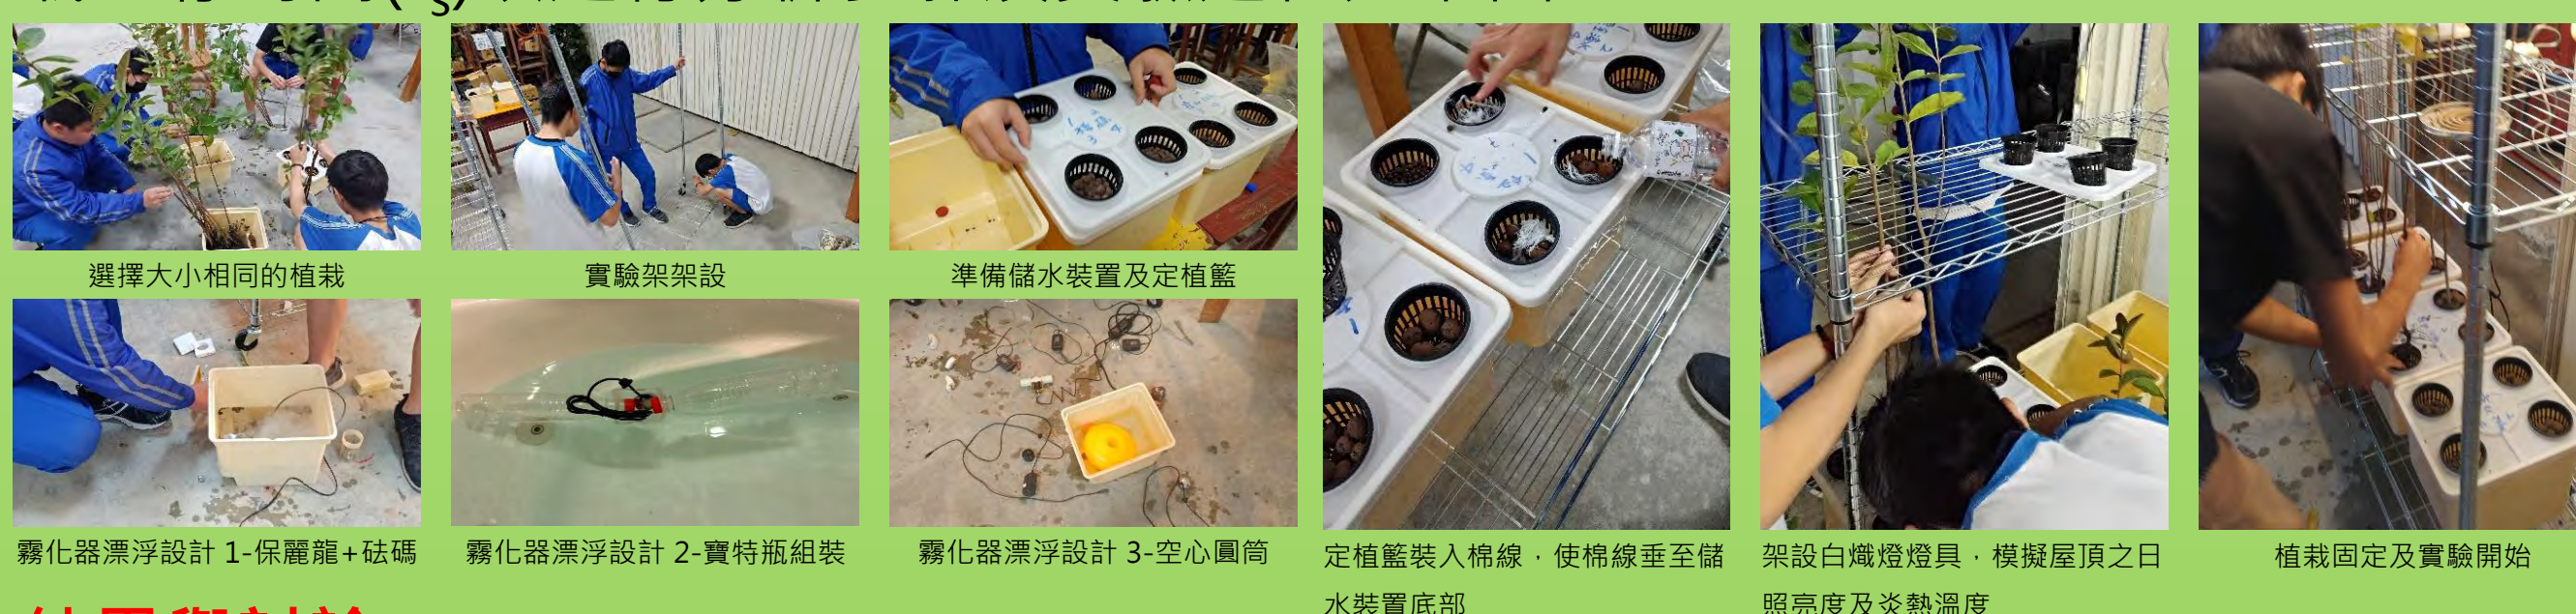 選擇大小相同的植栽
實驗架架設
準備儲水裝置及定植籃
霧化器漂浮設計 1-保麗龍+砝碼
霧化器漂浮設計 2-寶特瓶組裝
霧化器漂浮設計 3-空心圓筒
定植籃裝入棉線，使棉線垂至儲
水裝置底部
架設白熾燈燈具，模擬屋頂之日
照亮度及炎熱溫度
植栽固定及實驗開始